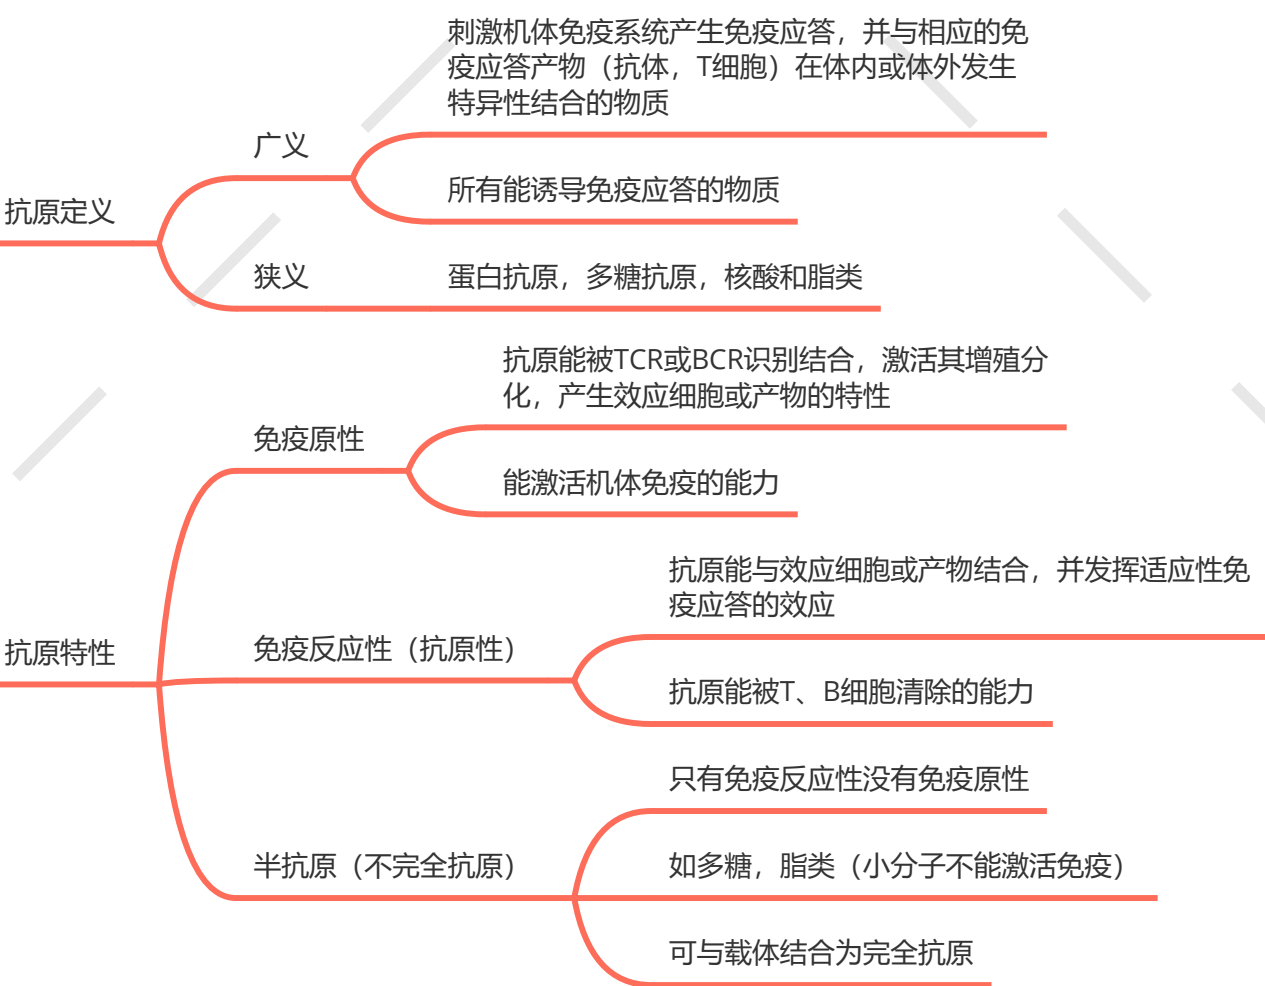 抗原定义
广义
刺激机体免疫系统产生免疫应答，并与相应的免
疫应答产物（抗体，T细胞）在体内或体外发生
特异性结合的物质
所有能诱导免疫应答的物质
狭义
蛋白抗原，多糖抗原，核酸和脂类
抗原特性
免疫原性
抗原能被TCR或BCR识别结合，激活其增殖分
化，产生效应细胞或产物的特性
能激活机体免疫的能力
免疫反应性（抗原性）
抗原能与效应细胞或产物结合，并发挥适应性免
疫应答的效应
抗原能被T、B细胞清除的能力
半抗原（不完全抗原）
只有免疫反应性没有免疫原性
如多糖，脂类（小分子不能激活免疫）
可与载体结合为完全抗原